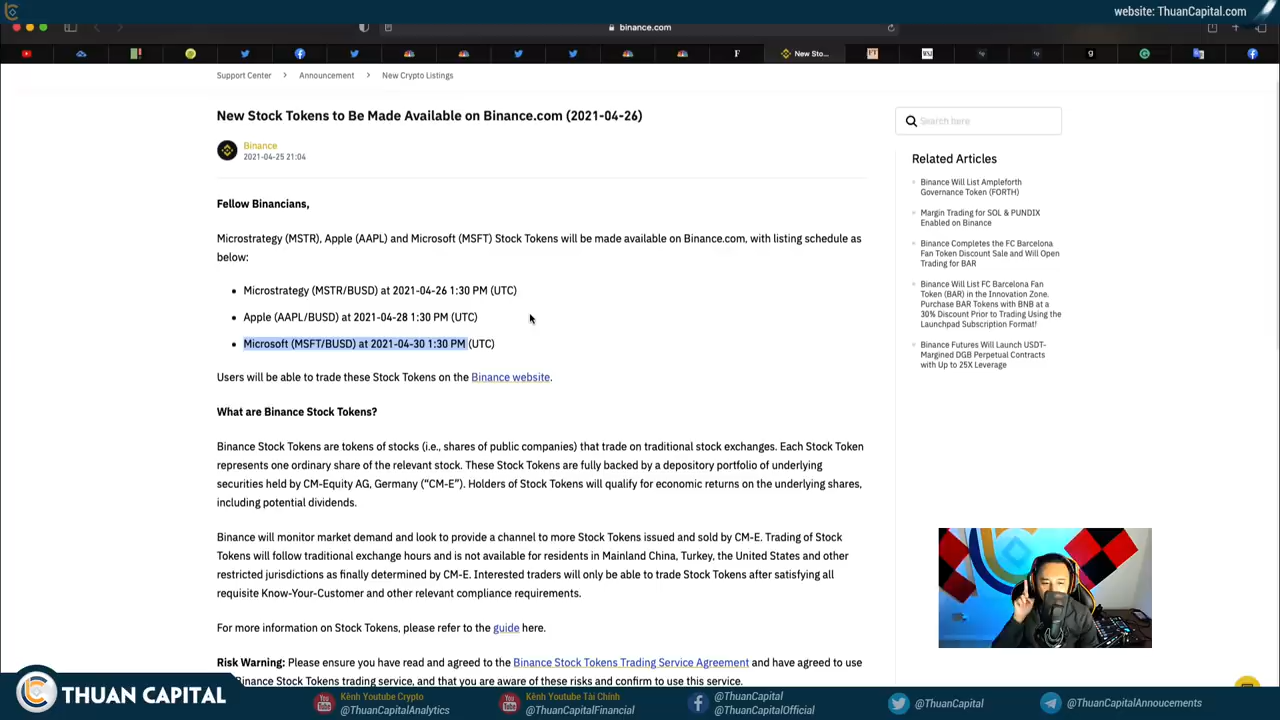 website: ThuanCapital.com
binance.com
New Sto...
Support Center > Announcement > New Crypto Listings
New Stock Tokens to Be Made Available on Binance.com (2021-04-26)
Binance
2021-04-25 21:04
Fellow Binancians,
Microstrategy (MSTR), Apple (AAPL) and Microsoft (MSFT) Stock Tokens will be made available on Binance.com, with listing schedule as
below:
• Microstrategy (MSTR/BUSD) at 2021-04-26 1:30 PM (UTC)
• Apple (AAPL/BUSD) at 2021-04-28 1:30 PM (UTC)
• Microsoft (MSFT/BUSD) at 2021-04-30 1:30 PM (UTC)
Users will be able to trade these Stock Tokens on the Binance website.
What are Binance Stock Tokens?
Binance Stock Tokens are tokens of stocks (i.e., shares of public companies) that trade on traditional stock exchanges. Each Stock Token
represents one ordinary share of the relevant stock. These Stock Tokens are fully backed by a depository portfolio of underlying
securities held by CM-Equity AG, Germany (“CM-E”). Holders of Stock Tokens will qualify for economic returns on the underlying shares,
including potential dividends.
Binance will monitor market demand and look to provide a channel to more Stock Tokens issued and sold by CM-E. Trading of Stock
Tokens will follow traditional exchange hours and is not available for residents in Mainland China, Turkey, the United States and other
restricted jurisdictions as finally determined by CM-E. Interested traders will only be able to trade Stock Tokens after satisfying all
requisite Know-Your-Customer and other relevant compliance requirements.
For more information on Stock Tokens, please refer to the guide here.
Risk Warning: Please ensure you have read and agreed to the Binance Stock Tokens Trading Service Agreement and have agreed to use
Binance Stock Tokens trading service, and that you are aware of these risks and confirm to use this service.
Search here
Related Articles
Binance Will List Ampleforth
Governance Token (FORTH)
Margin Trading for SOL & PUNDIX
Enabled on Binance
Binance Completes the FC Barcelona
Fan Token Discount Sale and Will Open
Trading for BAR
Binance Will List FC Barcelona Fan
Token (BAR) in the Innovation Zone.
Purchase BAR Tokens with BNB at a
30% Discount Prior to Trading Using the
Launchpad Subscription Format!
Binance Futures Will Launch USDT-
Margined DGB Perpetual Contracts
with Up to 25X Leverage
THUAN CAPITAL
Kênh Youtube Crypto
@ThuanCapitalAnalytics
Kênh Youtube Tài Chính
@ThuanCapitalFinancial
@ThuanCapital
@ThuanCapitalOfficial
@ThuanCapital
@ThuanCapitalAnnoucements